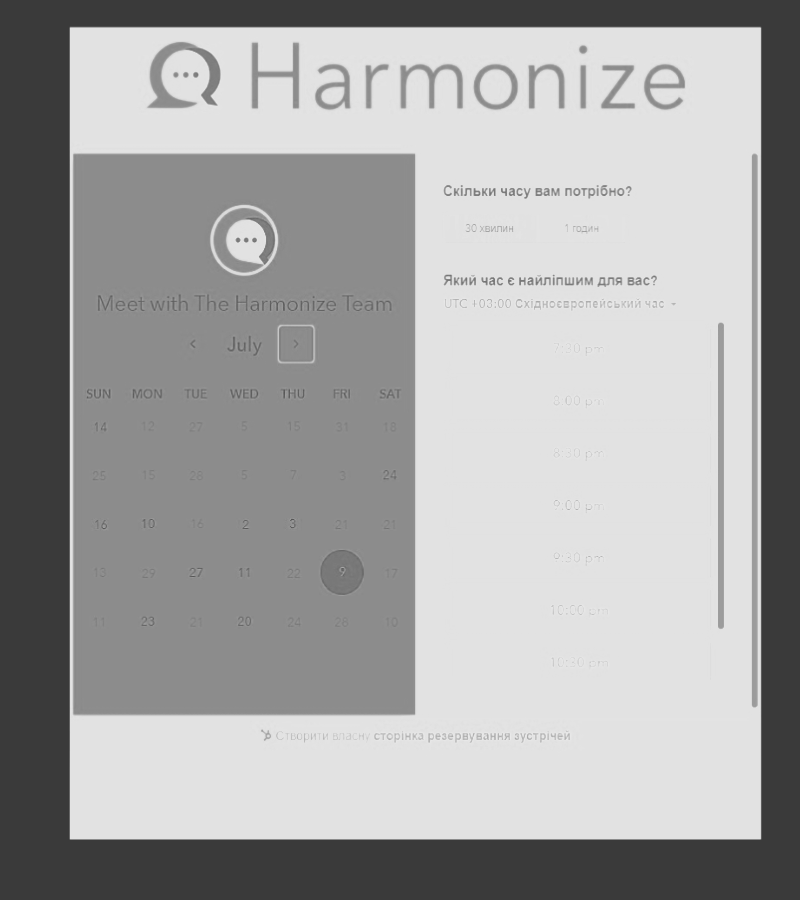 Harmonize
Meet with The Harmonize Team
July
SUN MON TUE WED THU FRI SAT
14 12 27 5 15 31 18
25 15 28 5 7 3 24
16 10 16 2 3 21 21
13 29 27 11 22 9 17
11 23 21 20 24 28 10
Скільки часу вам потрібно?
30 хвилин 1 годин
Який час є найліпшим для вас?
UTC +03:00 Східноєвропейський час
7:30 pm
8:00 pm
8:30 pm
9:00 pm
9:30 pm
10:00 pm
10:30 pm
Створити власну сторінка резервування зустрічей